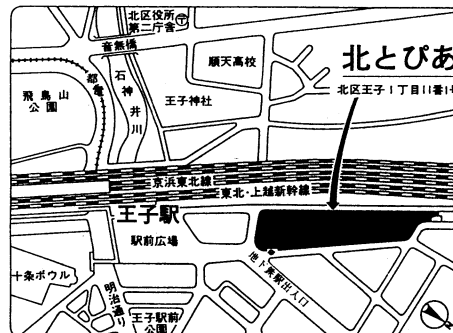 北区役所
第二庁舎
音無橋
順天高校
北とぴあ
北区王子1丁目11番1号
都電
石神井川
飛鳥山
公園
王子神社
京浜東北線
東北・上越新幹線
王子駅
駅前広場
地下鉄駅出入口
十条ボウル
明治通り
王子駅前
公園